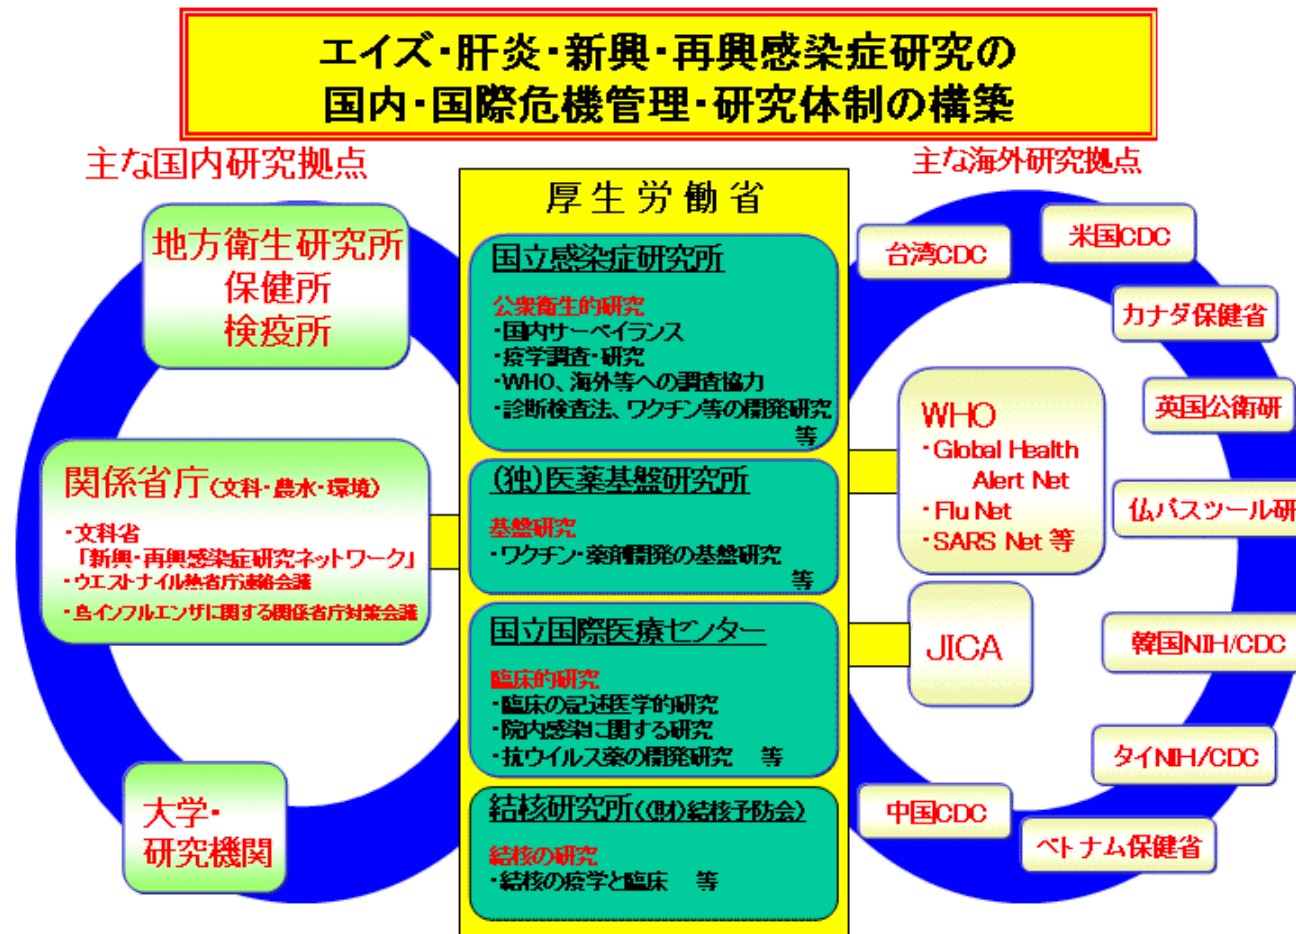 エイズ・肝炎・新興・再興感染症研究の
国内・国際危機管理・研究体制の構築
主な国内研究拠点
地方衛生研究所
保健所
検疫所
関係省庁(文科・農水・環境)
・文科省
「新興・再興感染症研究ネットワーク」
・ウエストナイル熱省庁連絡会議
・鳥インフルエンザに関する関係省庁対策会議
大学・
研究機関
厚生労働省
国立感染症研究所
公衆衛生的研究
・国内サーベイランス
・疫学調査・研究
・WHO、海外等への調査協力
・診断検査法、ワクチン等の開発研究
等
(独)医薬基盤研究所
基盤研究
・ワクチン・薬剤開発の基盤研究
等
国立国際医療センター
臨床的研究
・臨床の記述医学的研究
・院内感染に関する研究
・抗ウイルス薬の開発研究 等
結核研究所((財)結核予防会)
結核の研究
・結核の疫学と臨床 等
主な海外研究拠点
台湾CDC
米国CDC
カナダ保健省
英国公衛研
仏パスツール研
韓国NIH/CDC
タイNIH/CDC
ベトナム保健省
中国CDC
WHO
・Global Health
Alert Net
・Flu Net
・SARS Net 等
JICA